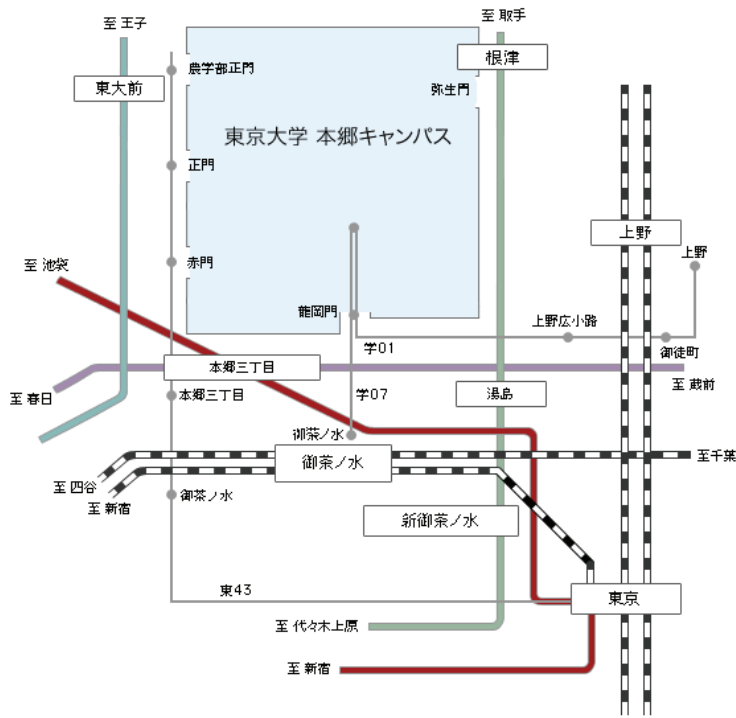 至 王子
至 取手
東大前
農学部正門
根津
弥生門
東京大学 本郷キャンパス
正門
上野
上野
赤門
至 池袋
龍岡門
上野広小路
学01
御徒町
本郷三丁目
至 蔵前
至 春日
本郷三丁目
学07
湯島
御茶ノ水
御茶ノ水
至千葉
至 四谷
至 新宿
御茶ノ水
新御茶ノ水
東43
東京
至 代々木上原
至 新宿